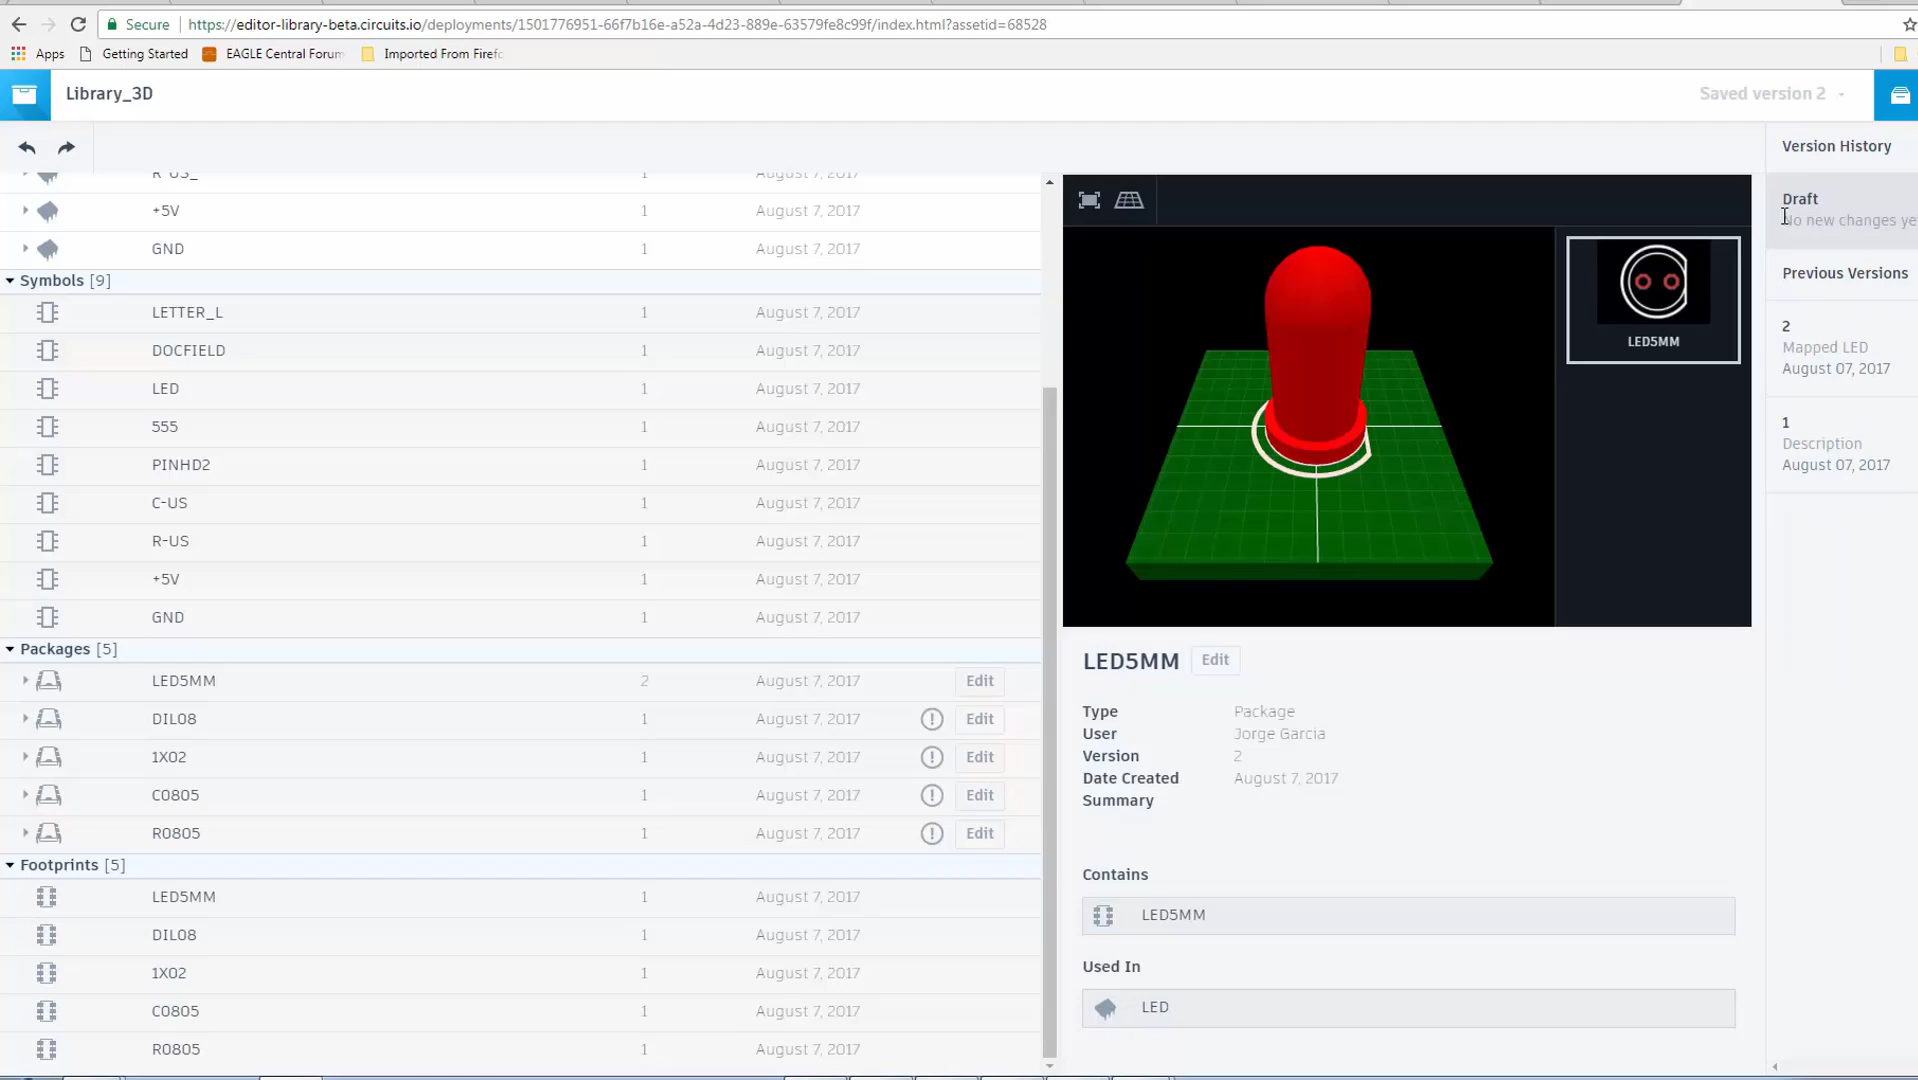 Secure https://editor-library-beta.circuits.io/deployments/1501776951-66f7b16e-a52a-4d23-889e-63579fe8c99f/index.html?assetid=68528
Apps Getting Started EAGLE Central Forum Imported From Firefo
Library_3D Saved version 2
Version History
R-US_ 1 August 7, 2017
+5V 1 August 7, 2017
GND 1 August 7, 2017
Symbols [9]
LETTER_L 1 August 7, 2017
DOCFIELD 1 August 7, 2017
LED 1 August 7, 2017
555 1 August 7, 2017
PINHD2 1 August 7, 2017
C-US 1 August 7, 2017
R-US 1 August 7, 2017
+5V 1 August 7, 2017
GND 1 August 7, 2017
Packages [5]
LED5MM 2 August 7, 2017 Edit
DIL08 1 August 7, 2017 Edit
1X02 1 August 7, 2017 Edit
C0805 1 August 7, 2017 Edit
R0805 1 August 7, 2017 Edit
Footprints [5]
LED5MM 1 August 7, 2017
DIL08 1 August 7, 2017
1X02 1 August 7, 2017
C0805 1 August 7, 2017
R0805 1 August 7, 2017
LED5MM
LED5MM Edit
Type Package
User Jorge Garcia
Version 2
Date Created August 7, 2017
Summary
Contains
LED5MM
Used In
LED
Draft
No new changes ye
Previous Versions
2
Mapped LED
August 07, 2017
1
Description
August 07, 2017